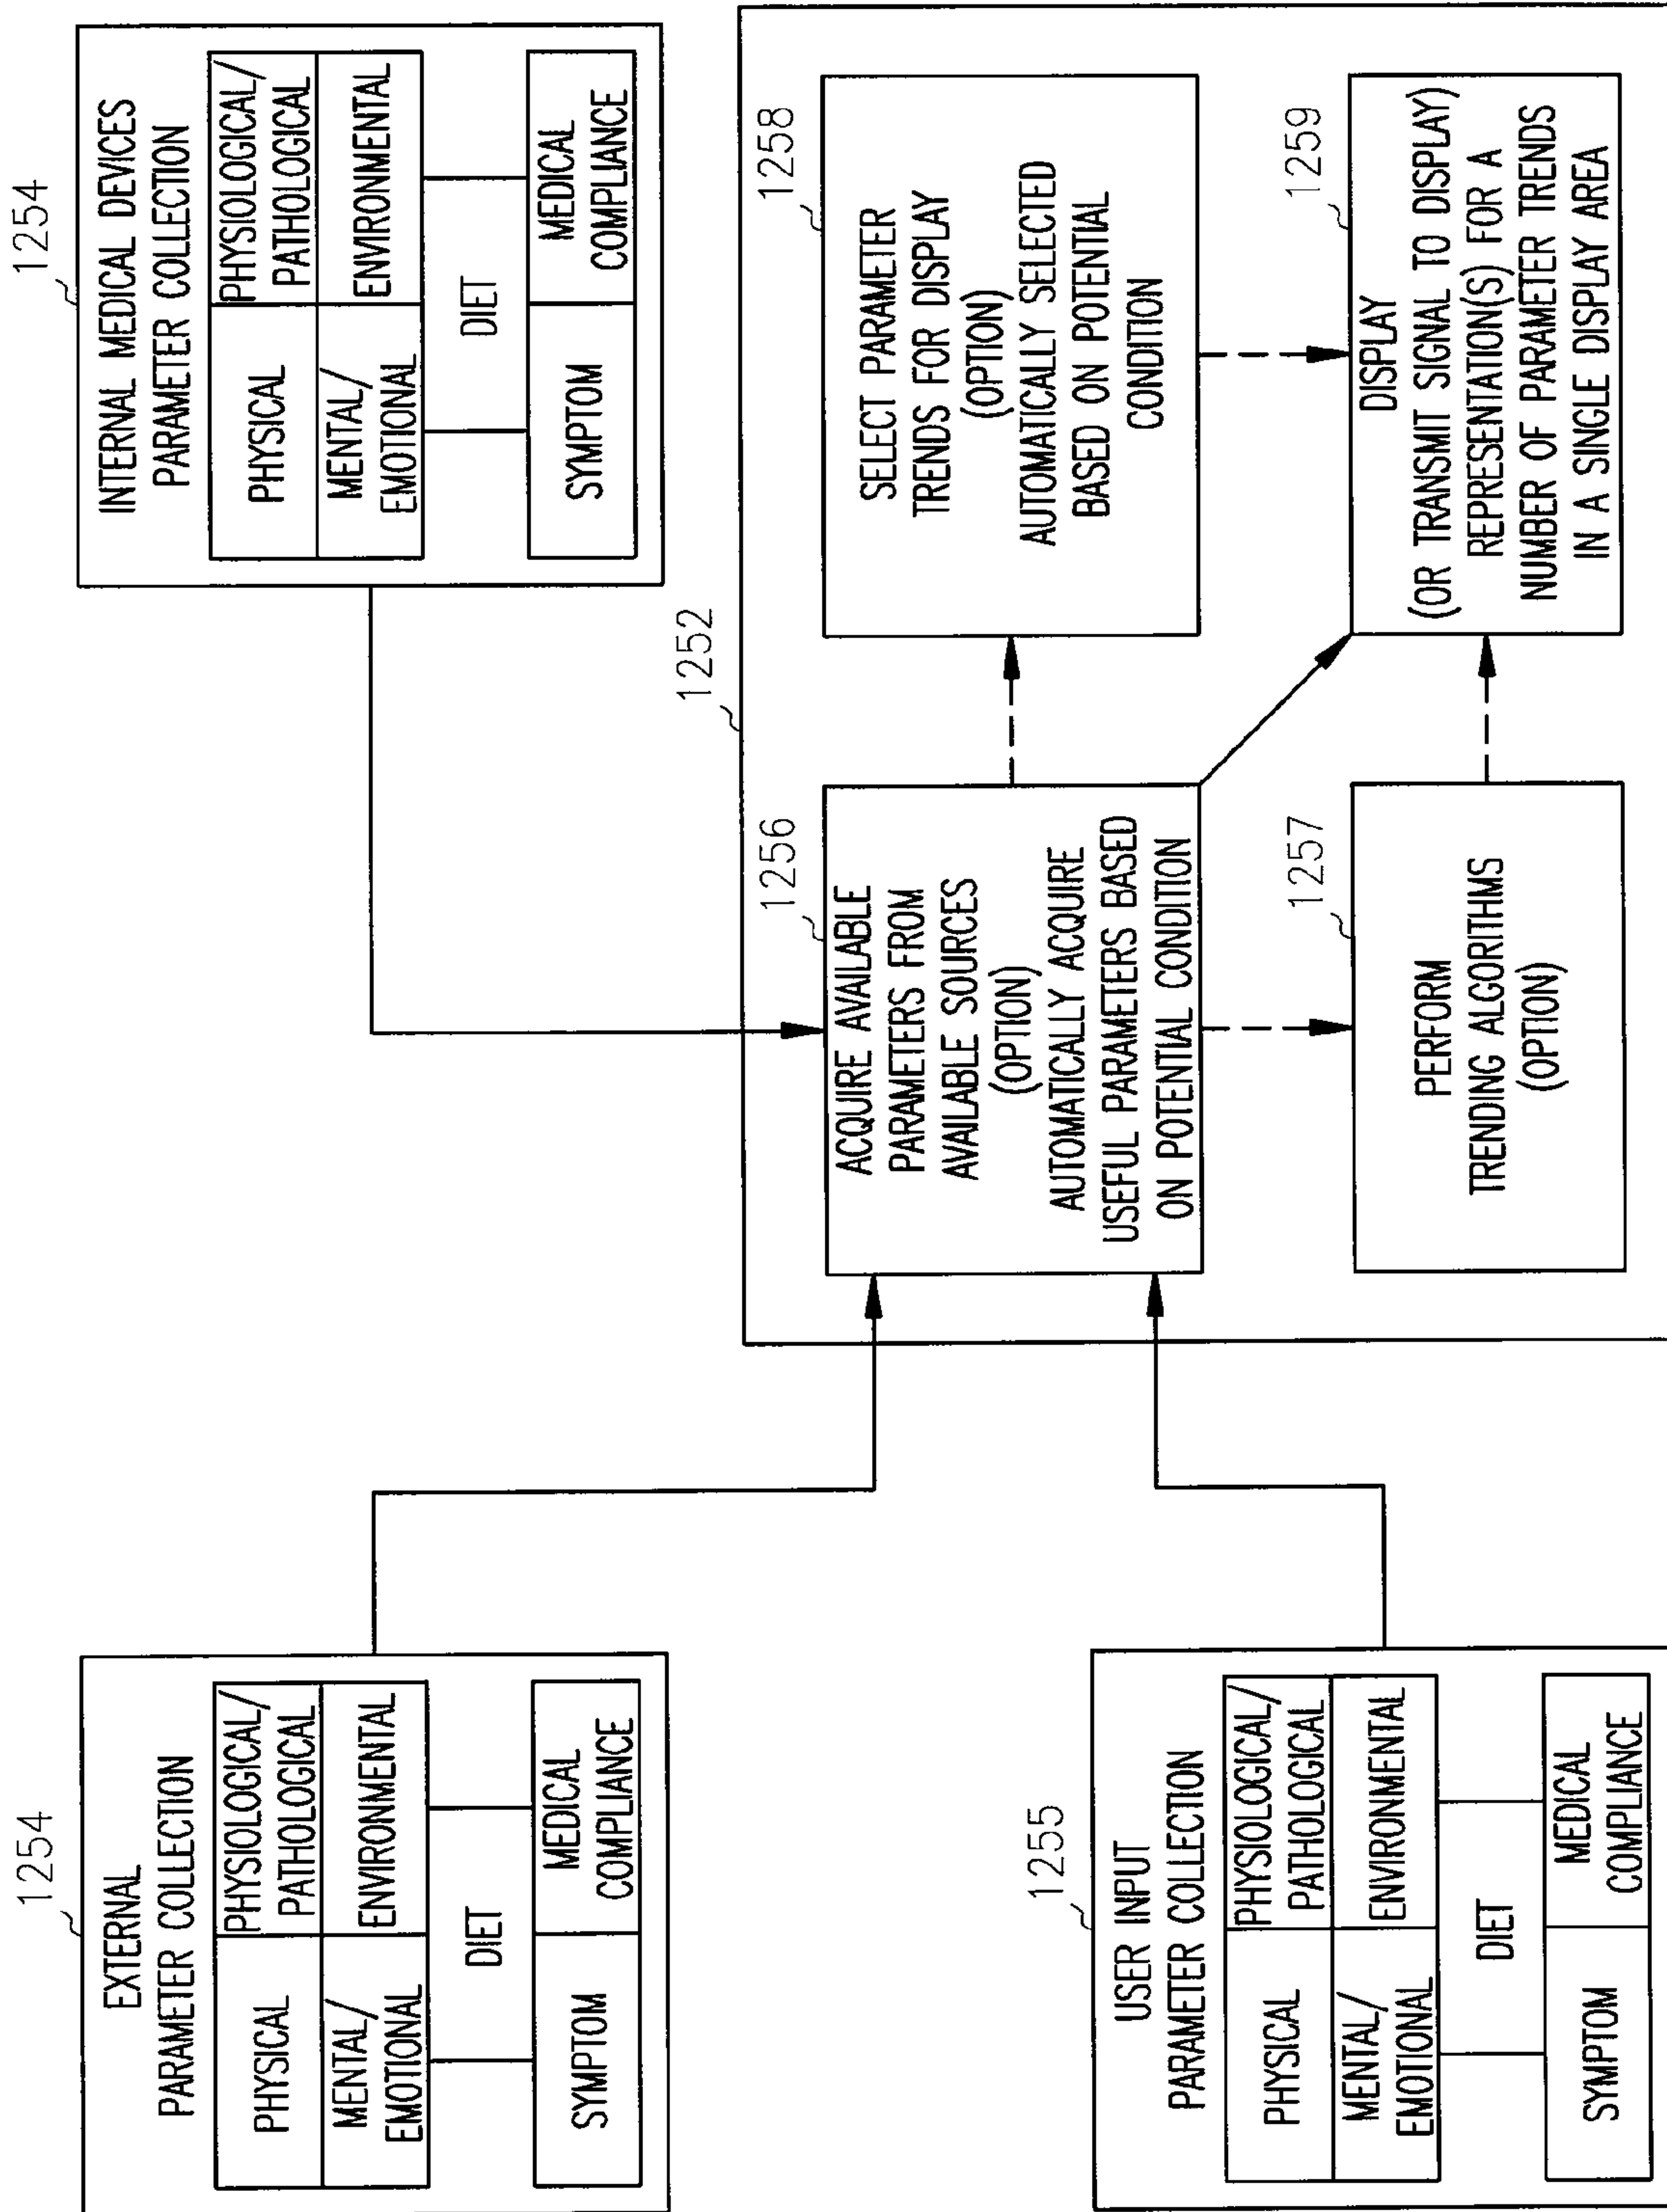 1254
EXTERNAL
PARAMETER COLLECTION
PHYSICAL
PHYSIOLOGICAL/
PATHOLOGICAL
MENTAL/
EMOTIONAL
ENVIRONMENTAL
DIET
SYMPTOM
MEDICAL
COMPLIANCE
1254
INTERNAL MEDICAL DEVICES
PARAMETER COLLECTION
PHYSICAL
PHYSIOLOGICAL/
PATHOLOGICAL
MENTAL/
EMOTIONAL
ENVIRONMENTAL
DIET
SYMPTOM
MEDICAL
COMPLIANCE
1255
USER INPUT
PARAMETER COLLECTION
PHYSICAL
PHYSIOLOGICAL/
PATHOLOGICAL
MENTAL/
EMOTIONAL
ENVIRONMENTAL
DIET
SYMPTOM
MEDICAL
COMPLIANCE
1252
1256
ACQUIRE AVAILABLE
PARAMETERS FROM
AVAILABLE SOURCES
(OPTION)
AUTOMATICALLY ACQUIRE
USEFUL PARAMETERS BASED
ON POTENTIAL CONDITION
1258
SELECT PARAMETER
TRENDS FOR DISPLAY
(OPTION)
AUTOMATICALLY SELECTED
BASED ON POTENTIAL
CONDITION
1257
PERFORM
TRENDING ALGORITHMS
(OPTION)
1259
DISPLAY
(OR TRANSMIT SIGNAL TO DISPLAY)
REPRESENTATION(S) FOR A
NUMBER OF PARAMETER TRENDS
IN A SINGLE DISPLAY AREA